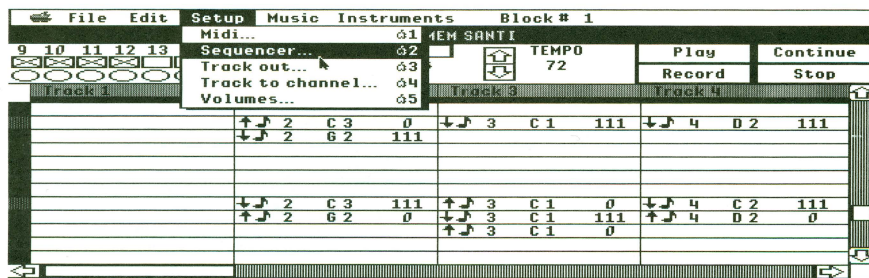 File Edit Setup Music Instruments Block # 1
Midi... 1
Sequencer... 2
Track out... 3
Track to channel... 4
Volumes... 5
MEM SANTI
9 10 11 12 13
TEMPO
72
Play Continue
Record Stop
Track 1 Track 3 Track 4
2 C 3 0 3 C 1 111 4 D 2 111
2 G 2 111
2 C 3 111 3 C 1 0 4 C 2 111
2 G 2 0 3 C 1 111 4 D 2 0
3 C 1 0